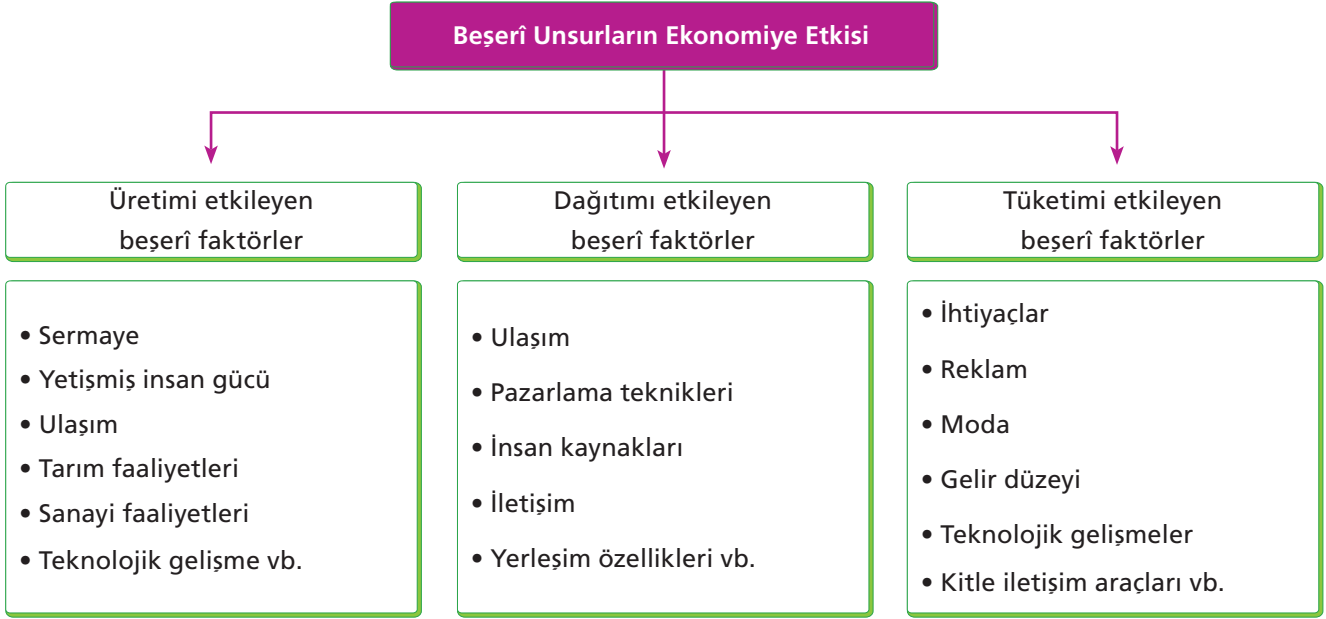 Beşerî Unsurların Ekonomiye Etkisi
Üretimi etkileyen
beşerî faktörler
• Sermaye
• Yetişmiş insan gücü
• Ulaşım
• Tarım faaliyetleri
• Sanayi faaliyetleri
• Teknolojik gelişme vb.
Dağıtımı etkileyen
beşerî faktörler
• Ulaşım
• Pazarlama teknikleri
• İnsan kaynakları
• İletişim
• Yerleşim özellikleri vb.
Tüketimi etkileyen
beşerî faktörler
• İhtiyaçlar
• Reklam
• Moda
• Gelir düzeyi
• Teknolojik gelişmeler
• Kitle iletişim araçları vb.